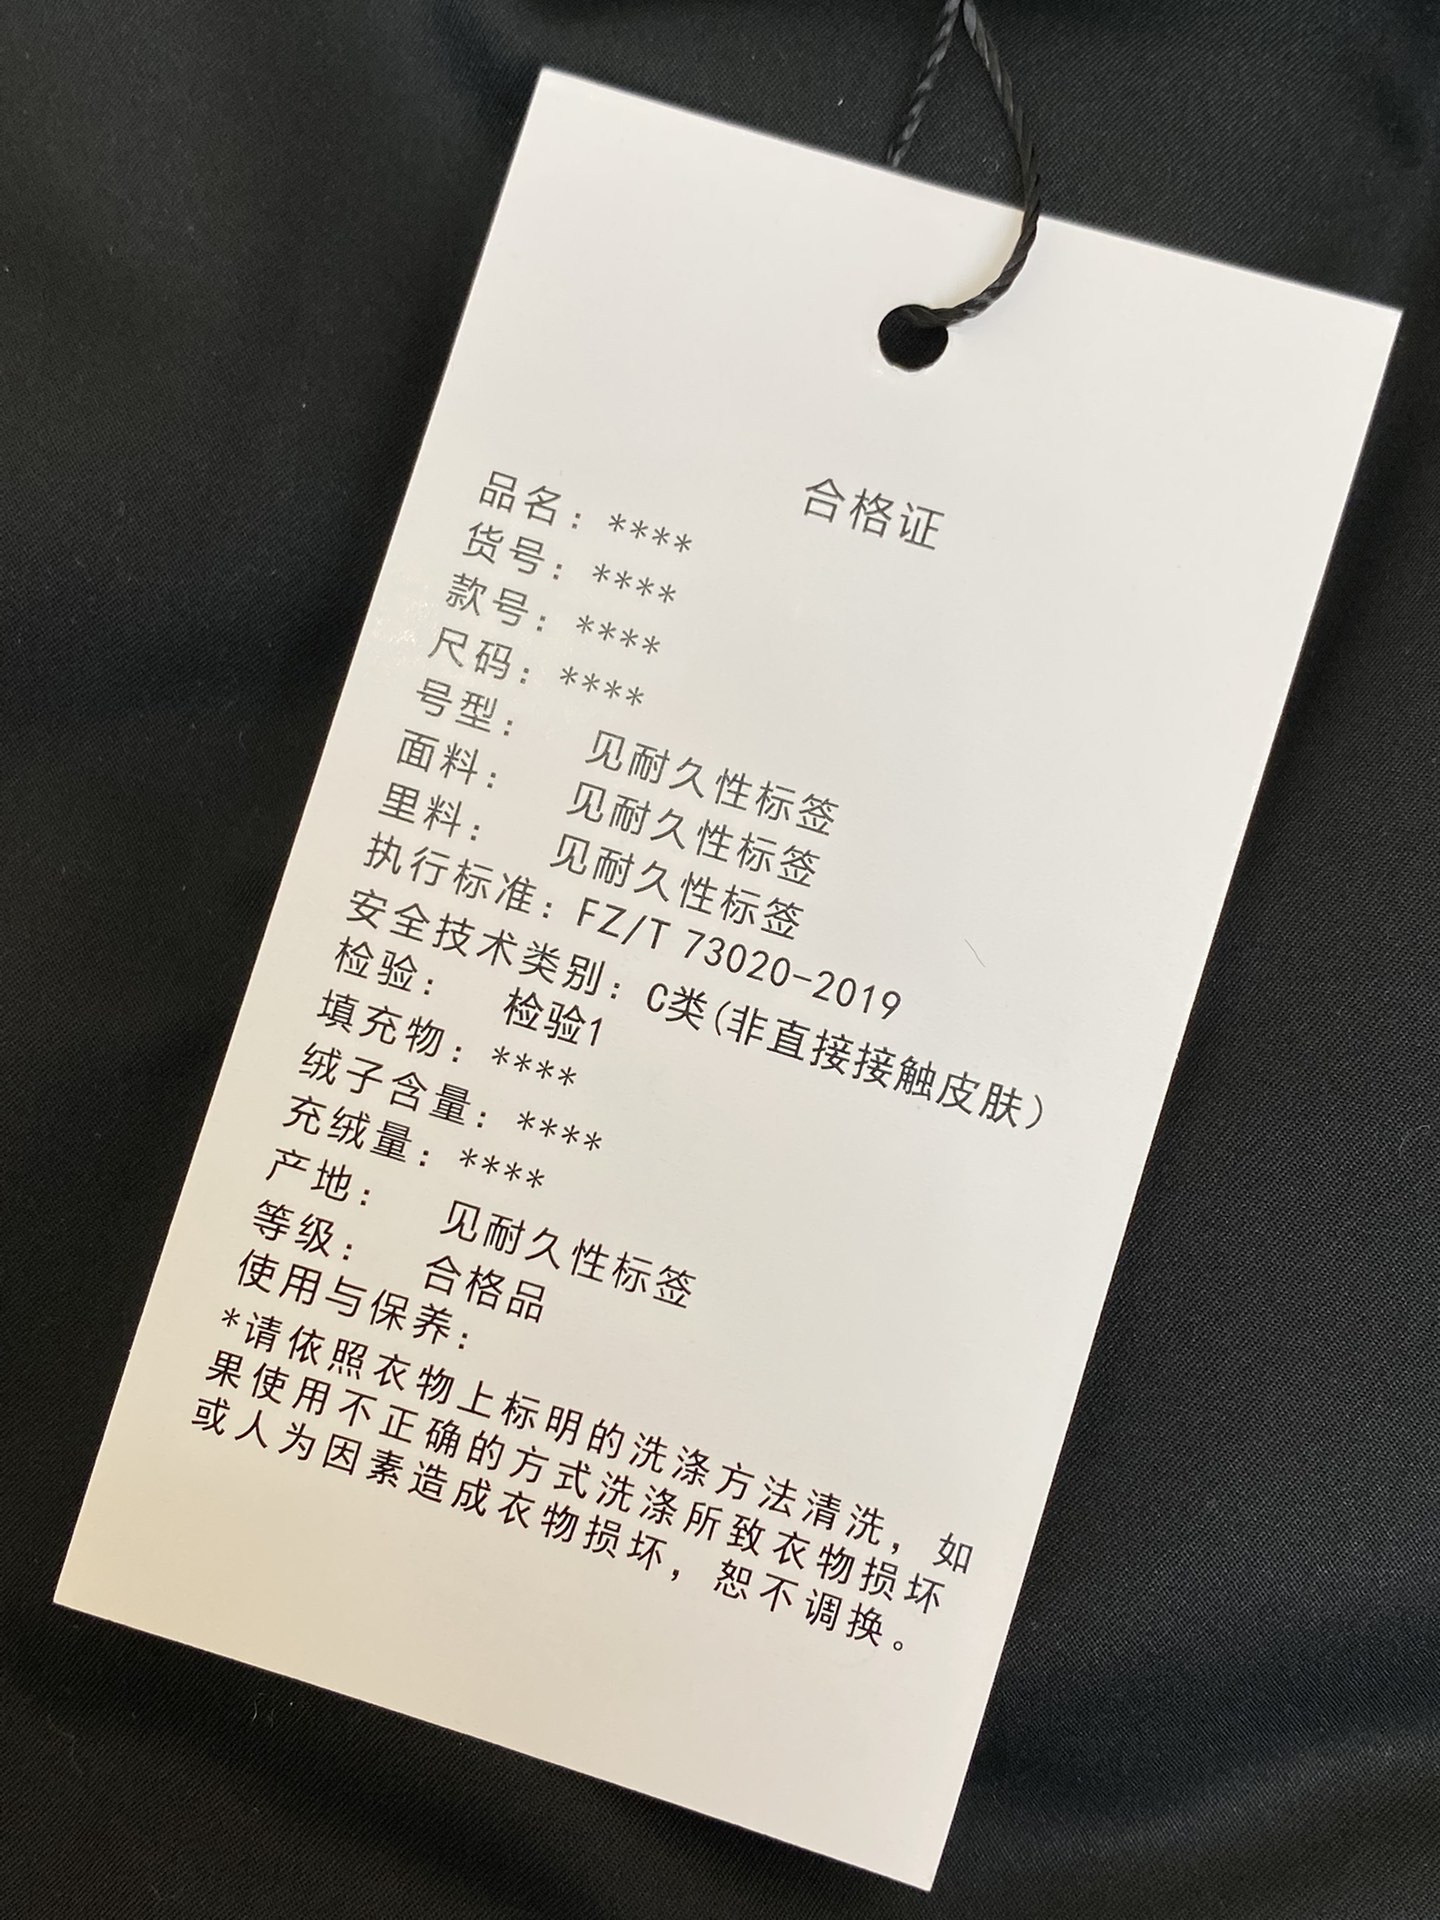 合格证
品名：****
货号：****
款号：****
尺码：****
号型： 见耐久性标签
面料： 见耐久性标签
里料： 见耐久性标签
执行标准：FZ/T 73020-2019
安全技术类别：C类(非直接接触皮肤)
检验： 检验1
填充物：****
绒子含量：****
充绒量：****
产地： 见耐久性标签
等级： 合格品
使用与保养：
*请依照衣物上标明的洗涤方法清洗，如
果使用不正确的方式洗涤所致衣物损坏
或人为因素造成衣物损坏，恕不调换。